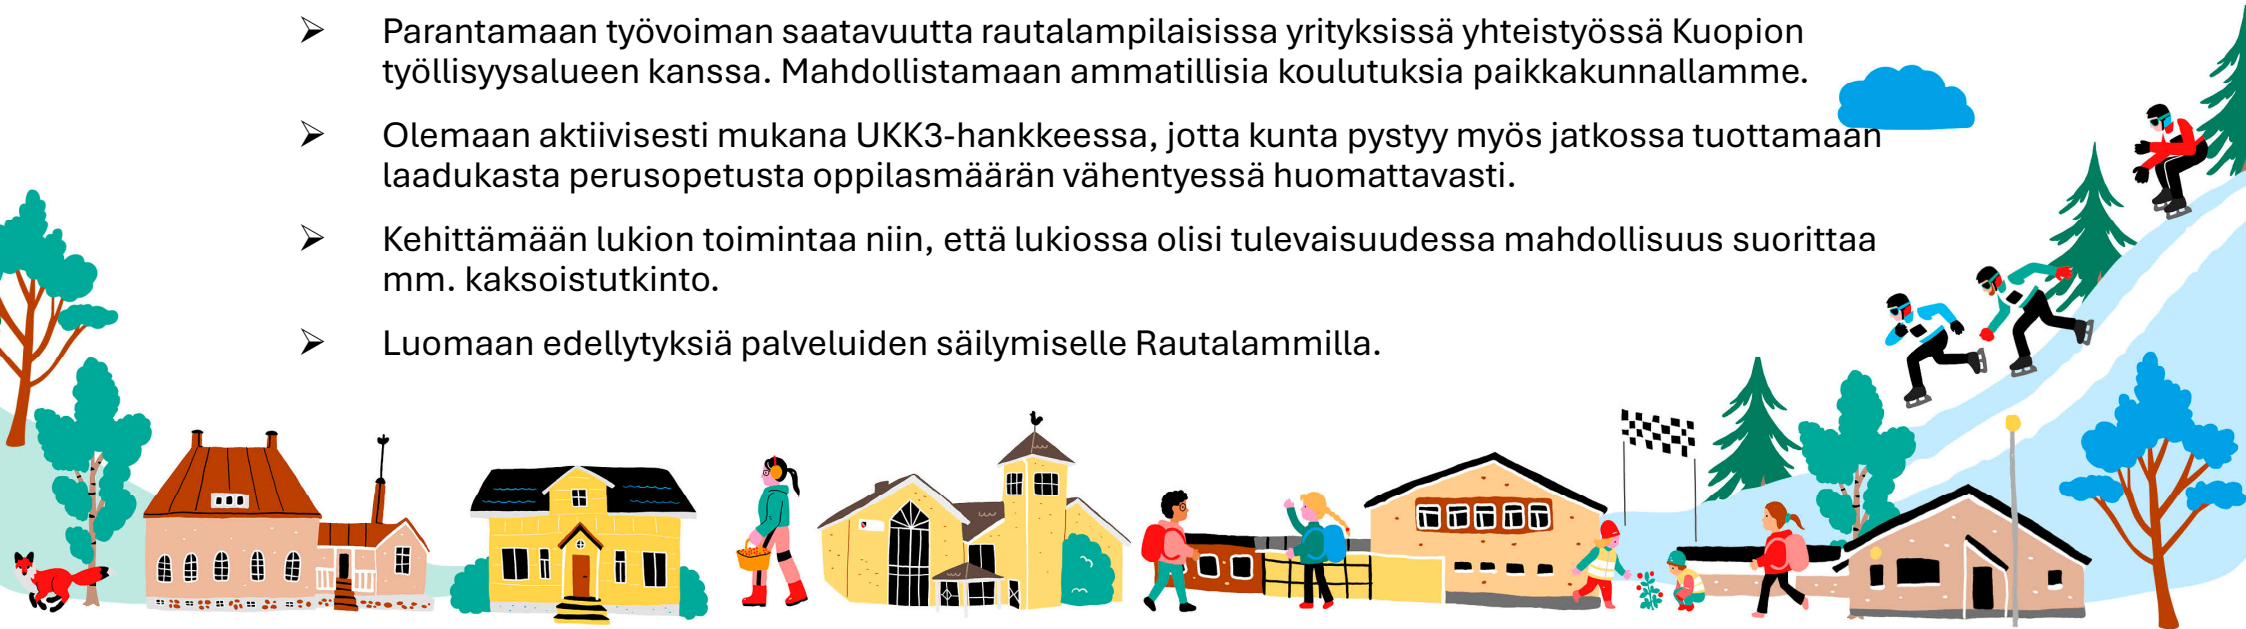 ➢ Parantamaan työvoiman saatavuutta rautalampilaisissa yrityksissä yhteistyössä Kuopion
työllisyysalueen kanssa. Mahdollistamaan ammatillisia koulutuksia paikkakunnallamme.
➢ Olemaan aktiivisesti mukana UKK3-hankkeessa, jotta kunta pystyy myös jatkossa tuottamaan
laadukasta perusopetusta oppilasmäärän vähentyessä huomattavasti.
➢ Kehittämään lukion toimintaa niin, että lukiossa olisi tulevaisuudessa mahdollisuus suorittaa
mm. kaksoistutkinto.
➢ Luomaan edellytyksiä palveluiden säilymiselle Rautalammilla.